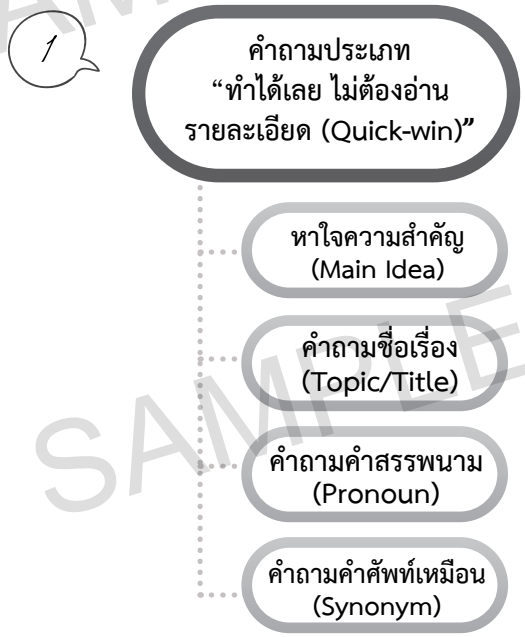 1
คำถามประเภท
“ทำได้เลย ไม่ต้องอ่าน
รายละเอียด (Quick-win)”
หาใจความสำคัญ
(Main Idea)
คำถามชื่อเรื่อง
(Topic/Title)
คำถามคำสรรพนาม
(Pronoun)
คำถามคำศัพท์เหมือน
(Synonym)
SAMPLE